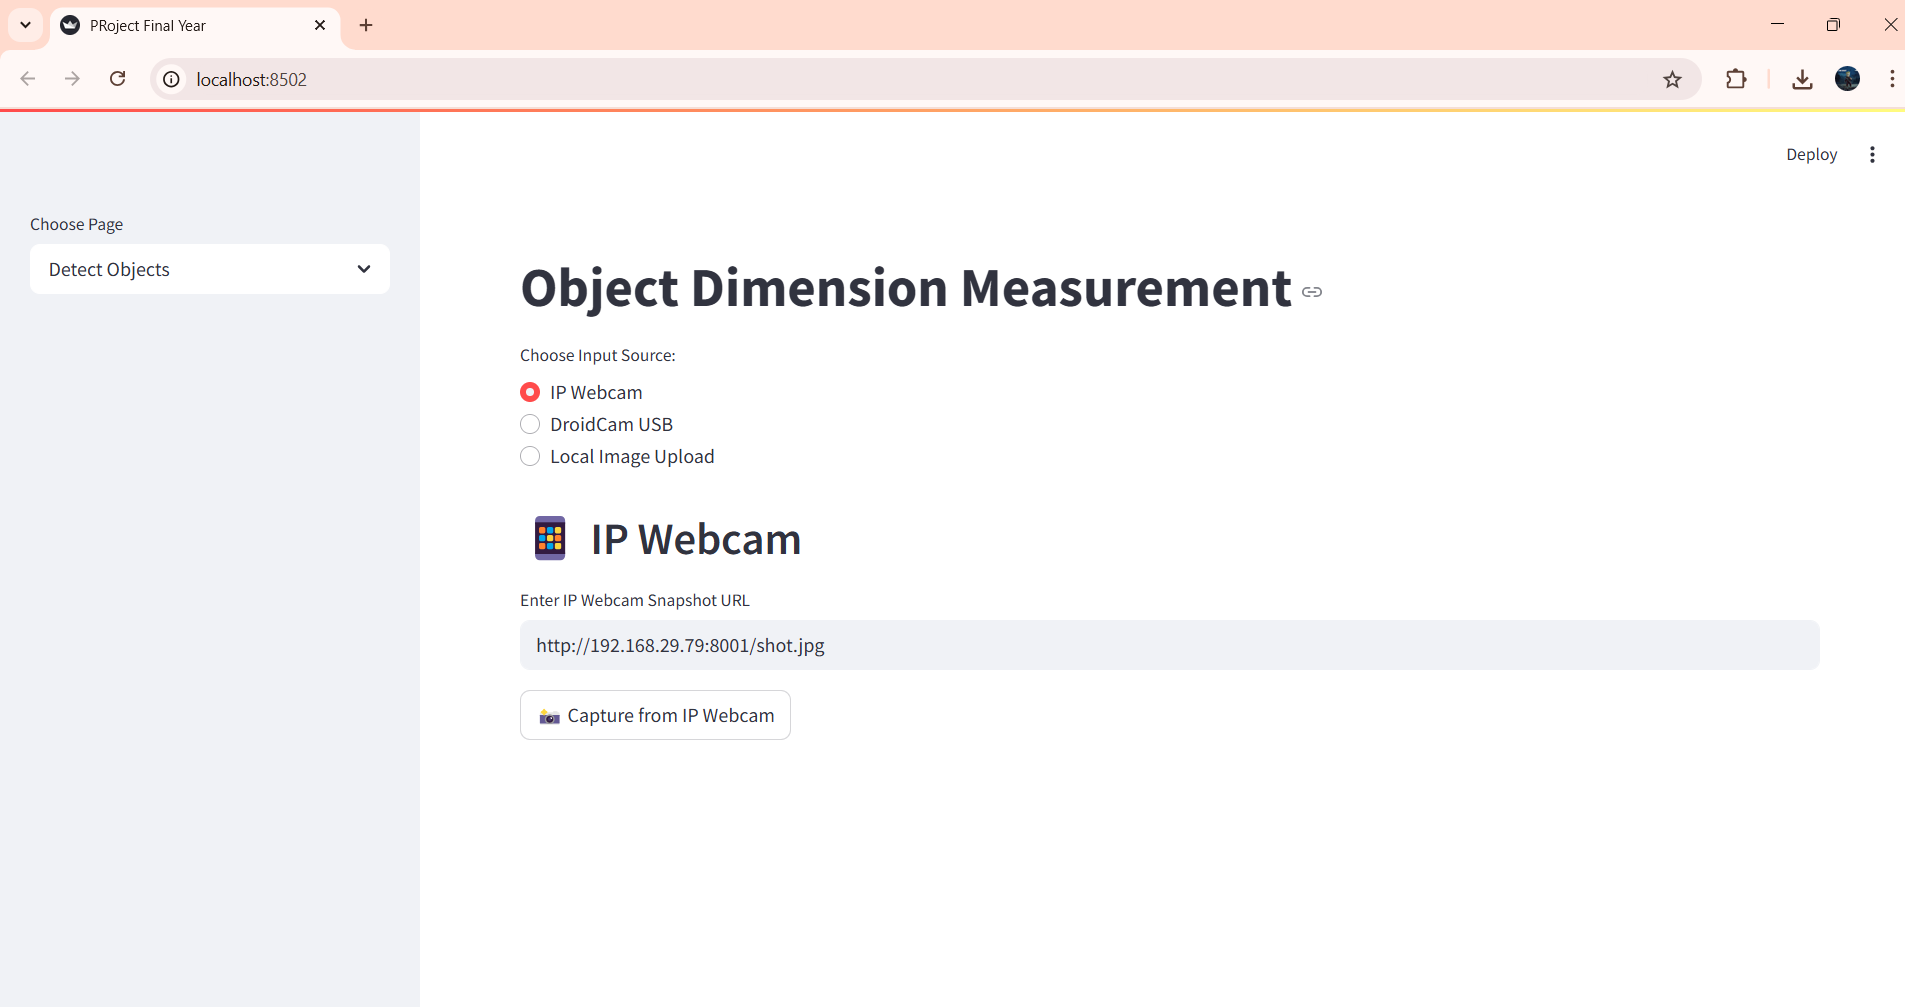 PRoject Final Year
localhost:8502
Deploy
Choose Page
Detect Objects
Object Dimension Measurement
Choose Input Source:
IP Webcam
DroidCam USB
Local Image Upload
IP Webcam
Enter IP Webcam Snapshot URL
http://192.168.29.79:8001/shot.jpg
Capture from IP Webcam